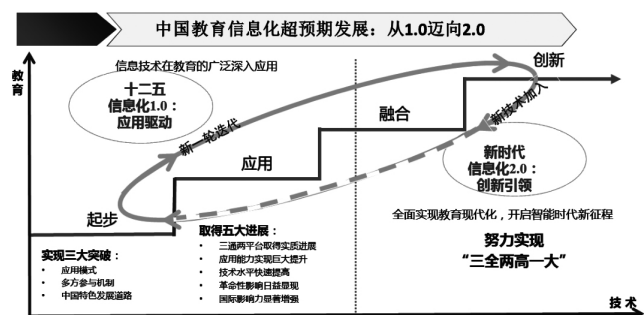 中国教育信息化超预期发展：从1.0迈向2.0
教育
信息技术在教育的广泛深入应用
创新
十二五
信息化1.0：
应用驱动
新一轮迭代
新技术加入
融合
应用
新时代
信息化2.0：
创新引领
起步
全面实现教育现代化，开启智能时代新征程
实现三大突破：
• 应用模式
• 多方参与机制
• 中国特色发展道路
取得五大进展：
• 三通两平台取得实质进展
• 应用能力实现巨大提升
• 技术水平快速提高
• 革命性影响日益显现
• 国际影响力显著增强
努力实现
“三全两高一大”
技术